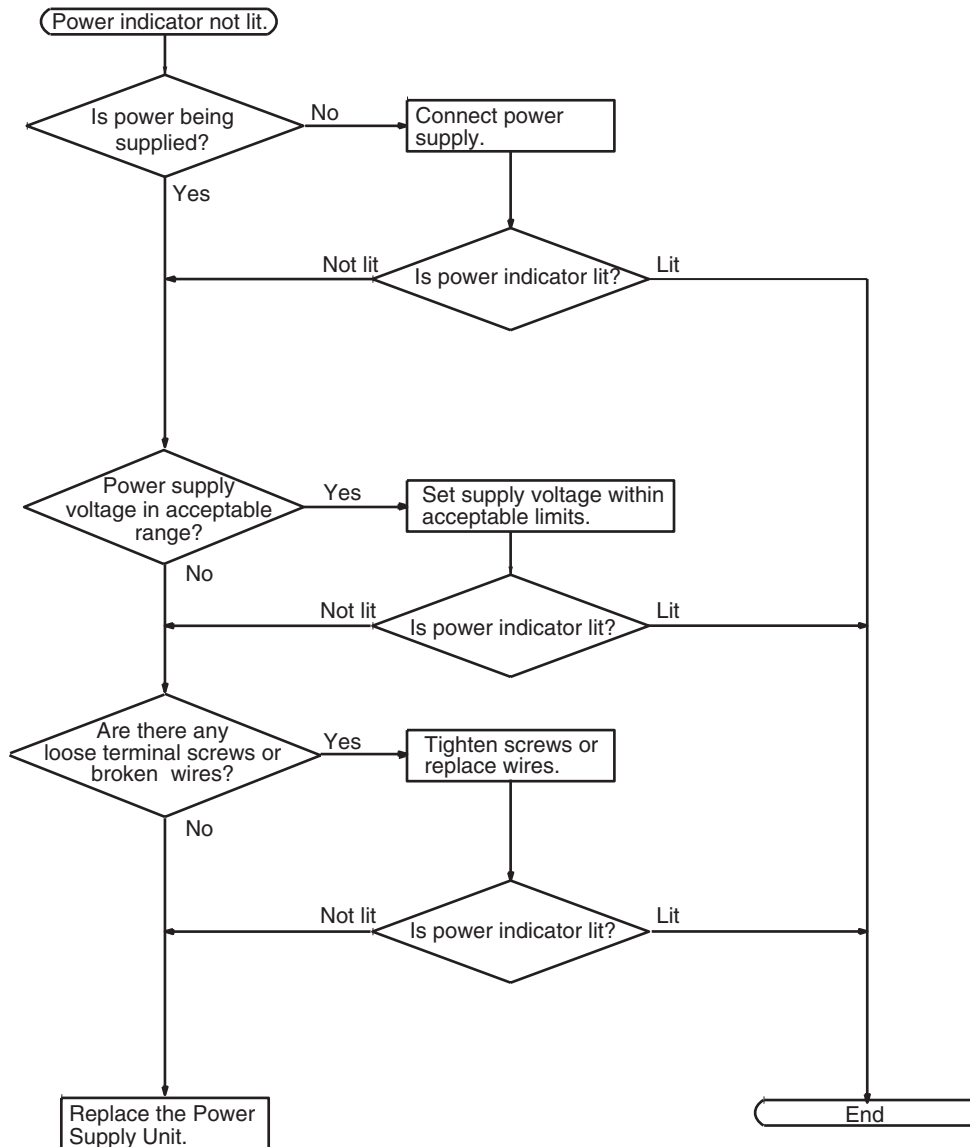 Power indicator not lit.
Is power being
supplied?
No
Connect power
supply.
Yes
Not lit
Is power indicator lit?
Lit
Power supply
voltage in acceptable
range?
Yes
Set supply voltage within
acceptable limits.
No
Not lit
Is power indicator lit?
Lit
Are there any
loose terminal screws or
broken wires?
Yes
Tighten screws or
replace wires.
No
Not lit
Is power indicator lit?
Lit
Replace the Power
Supply Unit.
End